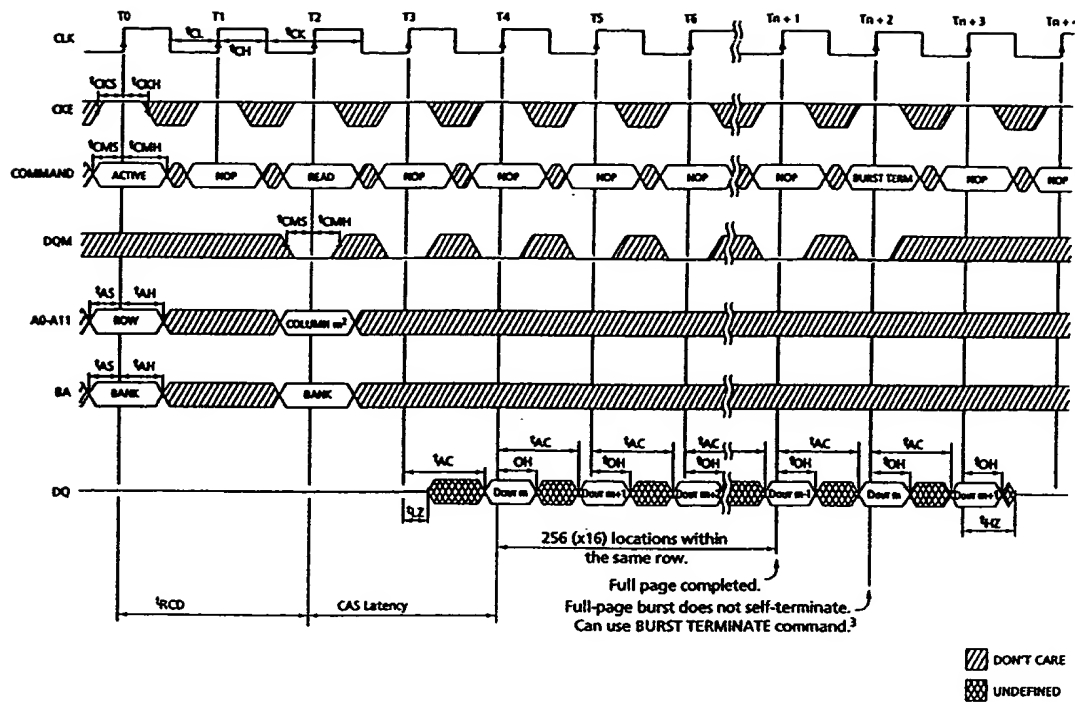 T0 T1 T2 T3 T4 T5 T6 Tn + 1 Tn + 2 Tn + 3 Tn + 4
CLK tCL tCH tCK
tCKS tCKH
CKE
tCMS tCMH
COMMAND ACTIVE NOP READ NOP NOP NOP NOP NOP BURST TERM NOP NOP
tCMS tCMH
DQM
tAS tAH
A0-A11 ROW COLUMN m²
tAS tAH
BA BANK BANK
tAC tAC tAC tAC tAC tAC
OH tOH tOH tOH tOH tOH
DQ Dout m Dout m+1 Dout m+2 Dout m-1 Dout m Dout m+1
tLZ tHZ
256 (x16) locations within
the same row.
Full page completed.
Full-page burst does not self-terminate.
Can use BURST TERMINATE command.³
tRCD CAS Latency
DON'T CARE
UNDEFINED